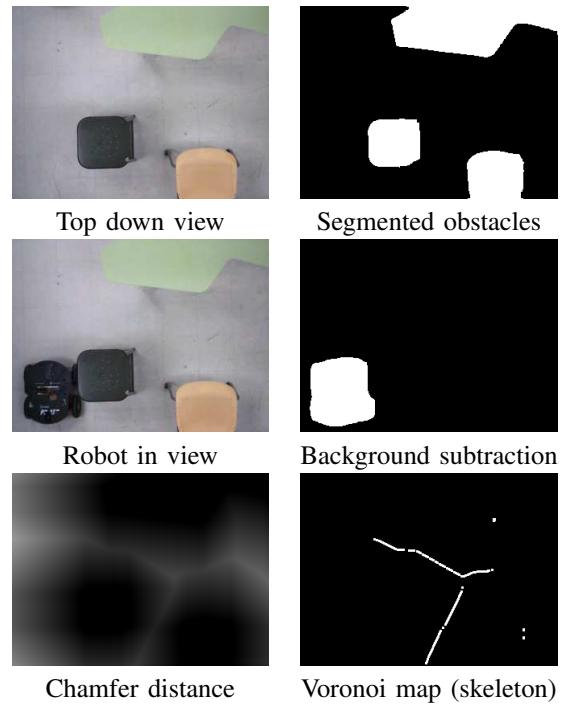 Top down view
Segmented obstacles
Robot in view
Background subtraction
Chamfer distance
Voronoi map (skeleton)